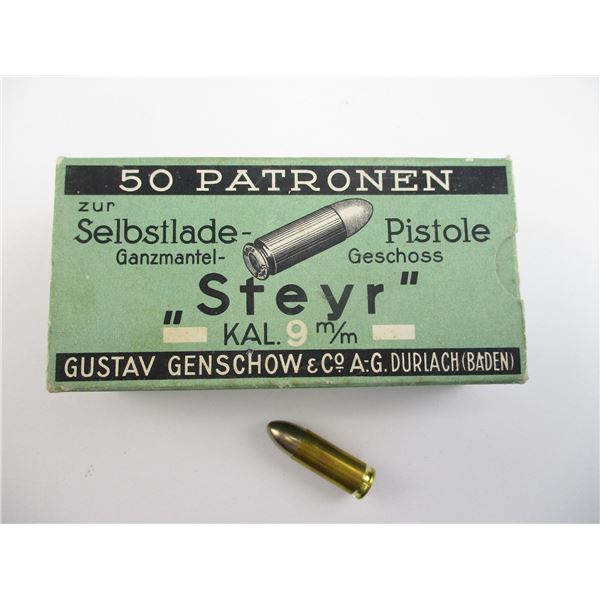 50 PATRONEN
zur
Selbstlade- Pistole
Ganzmantel- Geschoss
"Steyr"
KAL. 9 m/m
GUSTAV GENSCHOW & Co A.-G. DURLACH (BADEN)